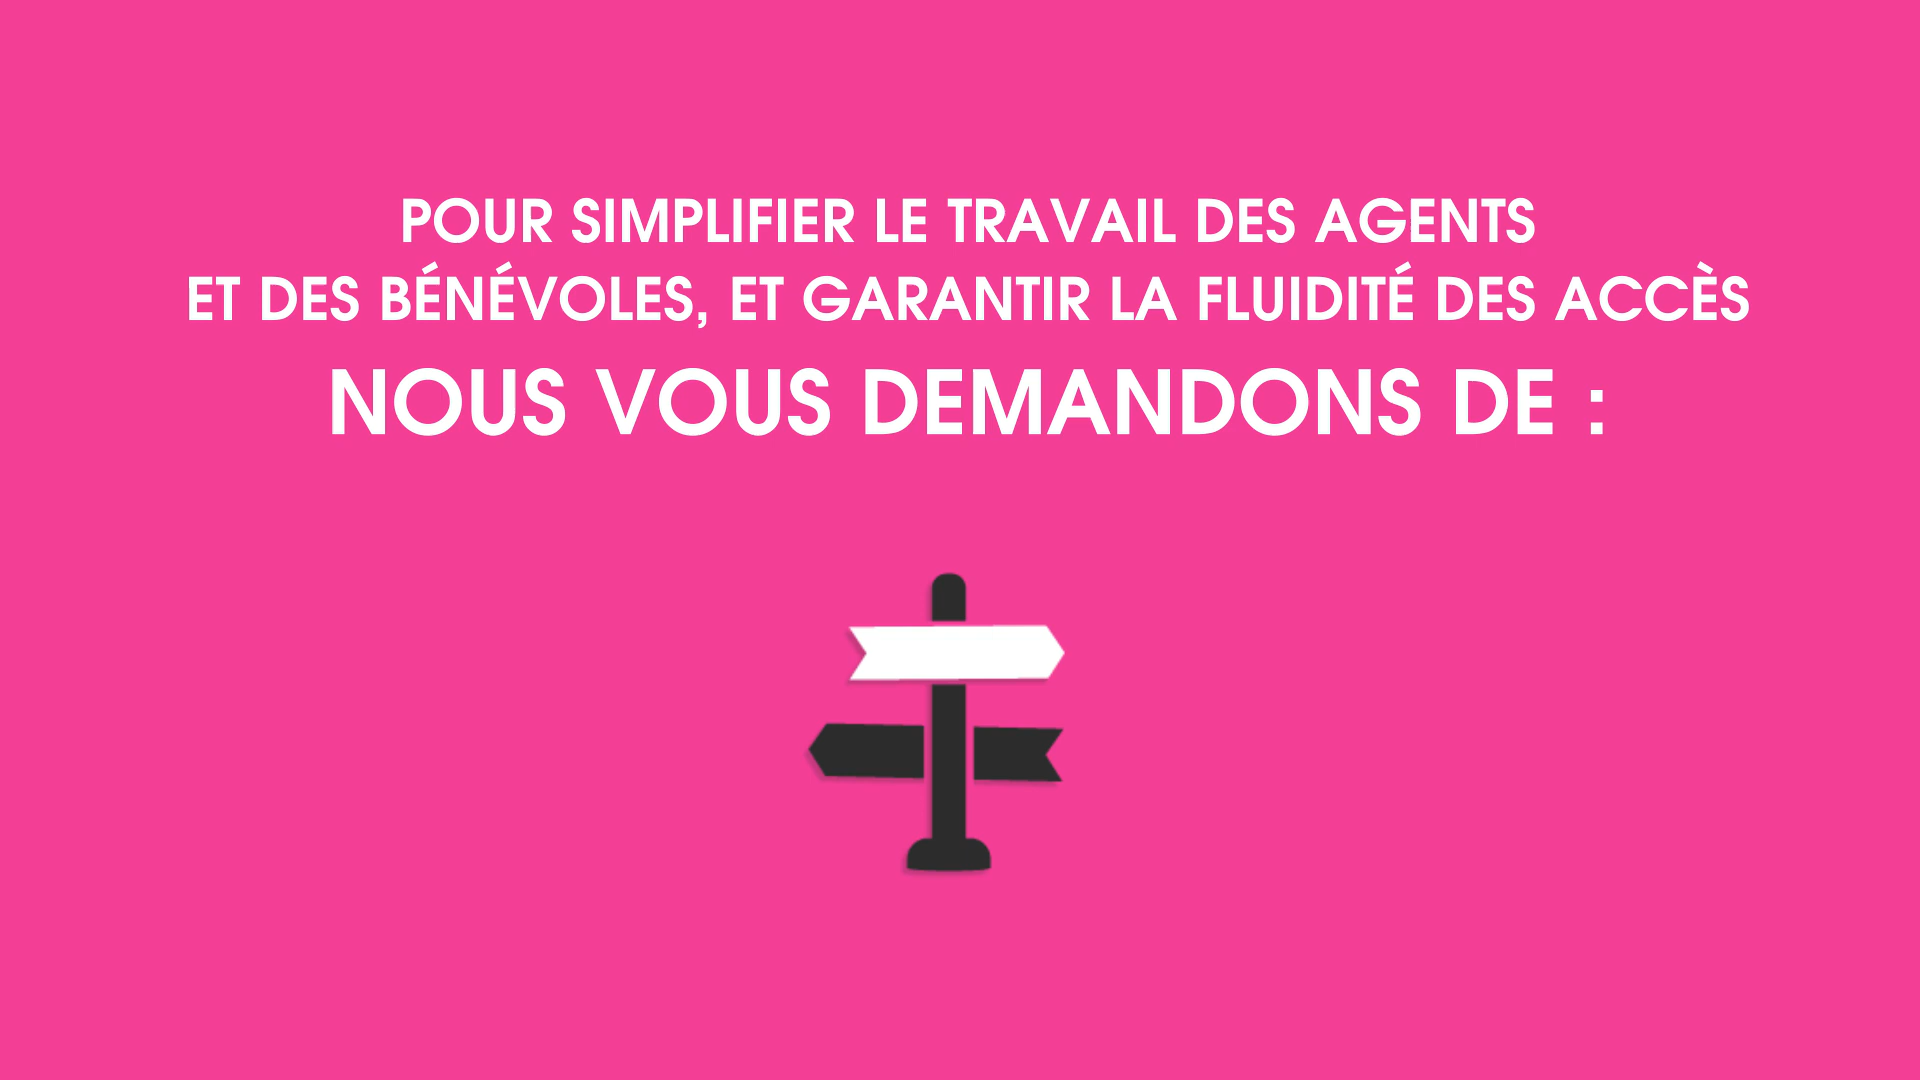 POUR SIMPLIFIER LE TRAVAIL DES AGENTS
ET DES BÉNÉVOLES, ET GARANTIR LA FLUIDITÉ DES ACCÈS
NOUS VOUS DEMANDONS DE :